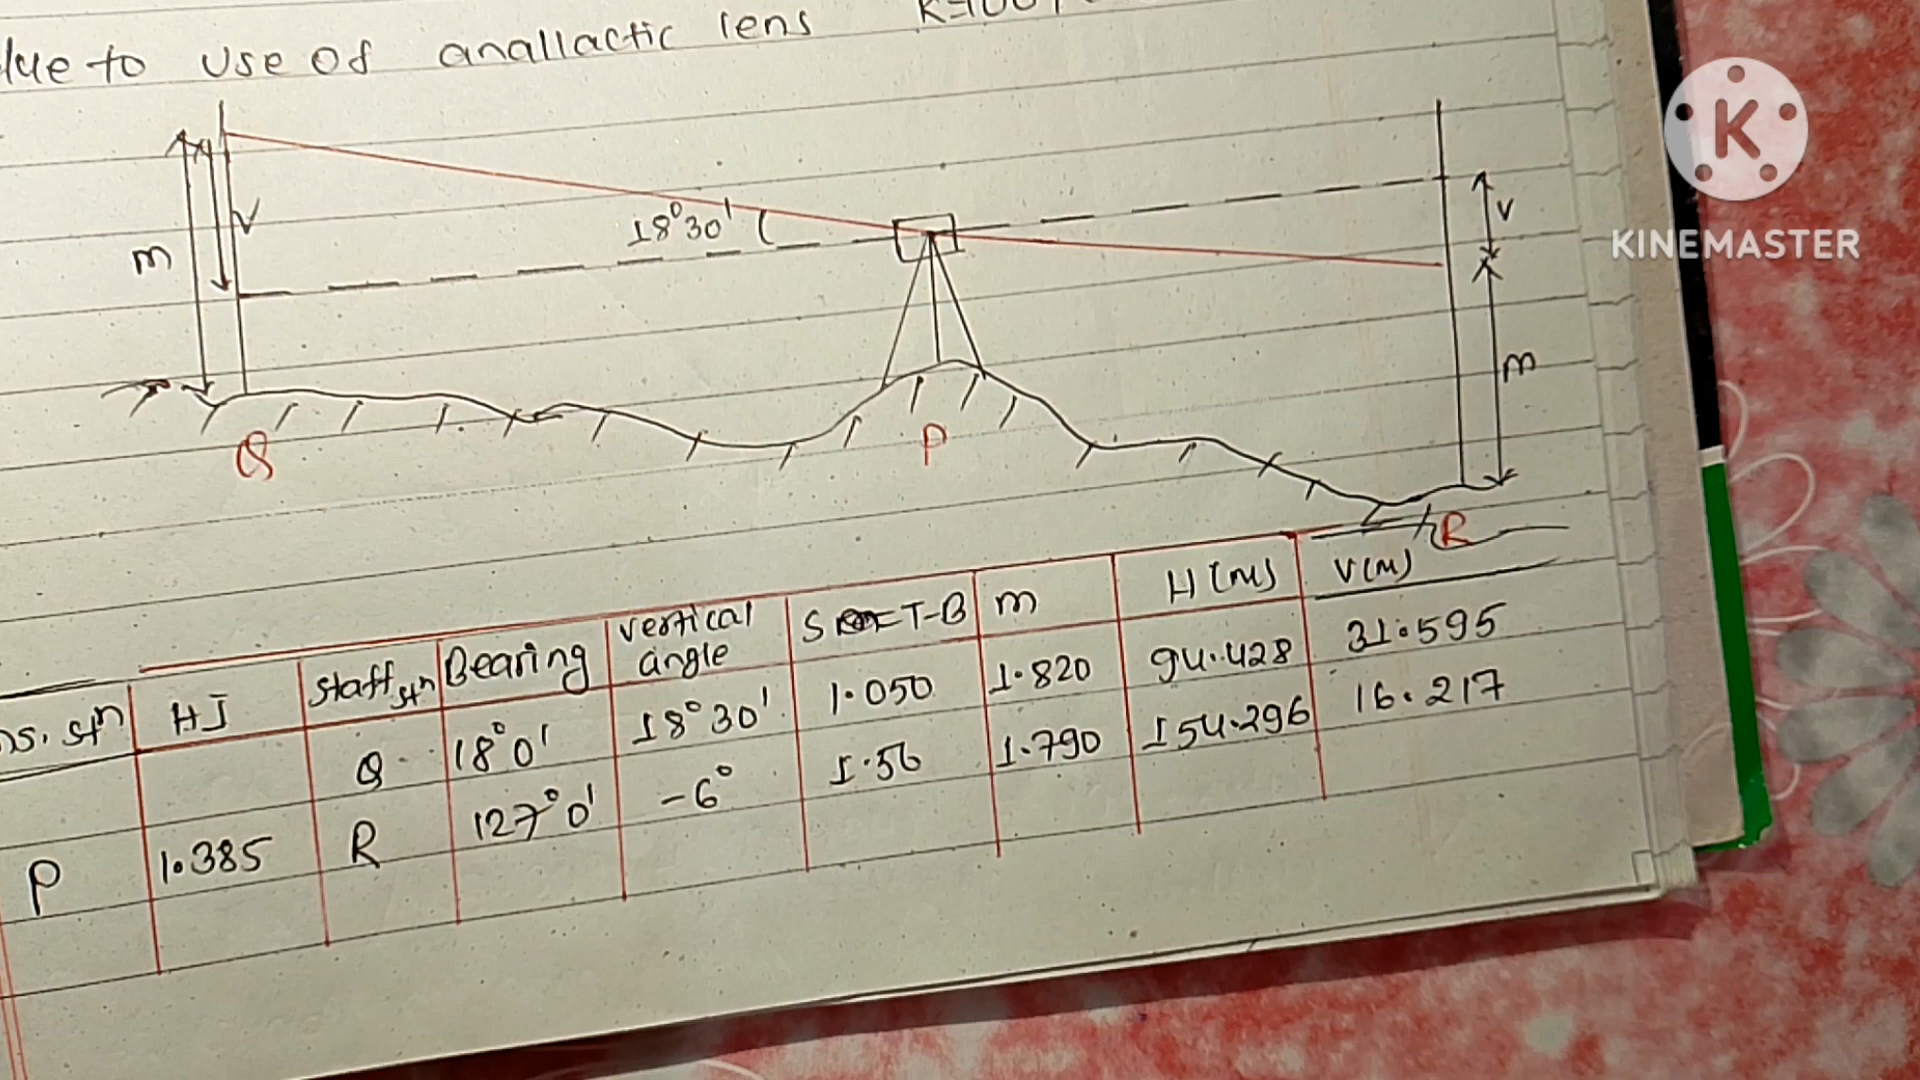 due to use of anallactic lens K=100,
K
KINEMASTER
m V 18°30' V
m
Q P R
ns. stn HI staff stn Bearing vertical angle S = T-B m H(m) V(m)
Q 18°0' 18°30' 1.050 1.820 94.428 31.595
P 1.385 R 127°0' -6° 1.56 1.790 154.296 16.217